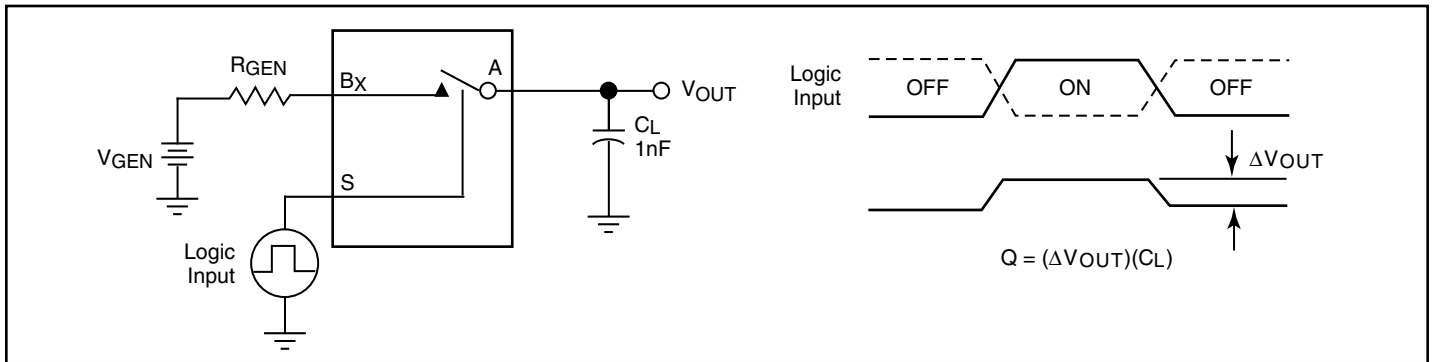 RGEN
BX
A
VOUT
CL
1nF
VGEN
S
Logic
Input
Logic
Input
OFF
ON
OFF
ΔVOUT
Q = (ΔVOUT)(CL)